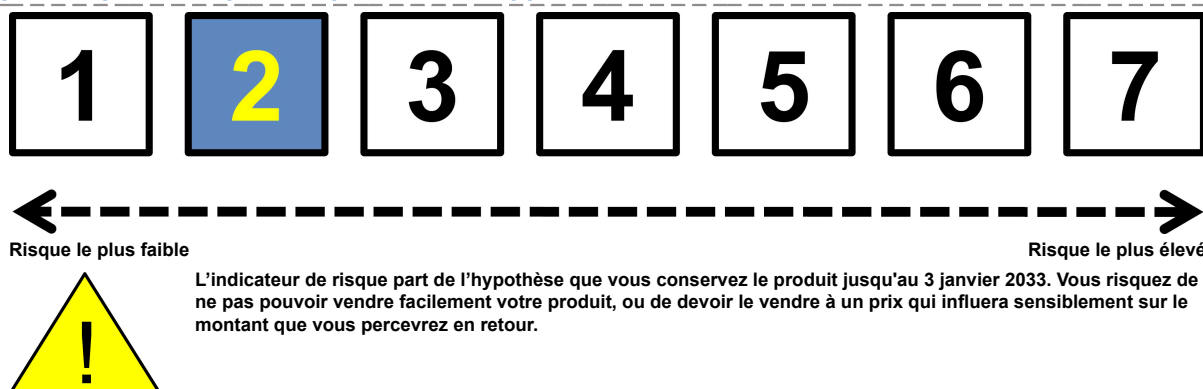 1 2 3 4 5 6 7
Risque le plus faible Risque le plus élevé
L'indicateur de risque part de l'hypothèse que vous conservez le produit jusqu'au 3 janvier 2033. Vous risquez de
ne pas pouvoir vendre facilement votre produit, ou de devoir le vendre à un prix qui influera sensiblement sur le
montant que vous percevrez en retour.
!